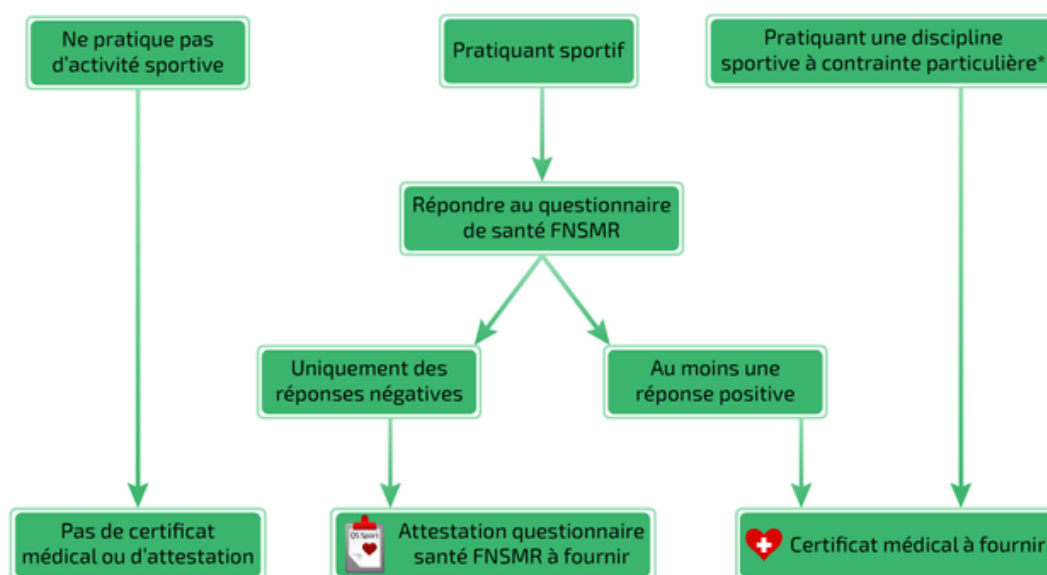 Ne pratique pas
d'activité sportive
Pratiquant sportif
Pratiquant une discipline
sportive à contrainte particulière*
Répondre au questionnaire
de santé FNSMR
Uniquement des
réponses négatives
Au moins une
réponse positive
Pas de certificat
médical ou d'attestation
QS Sport
Attestation questionnaire
santé FNSMR à fournir
Certificat médical à fournir